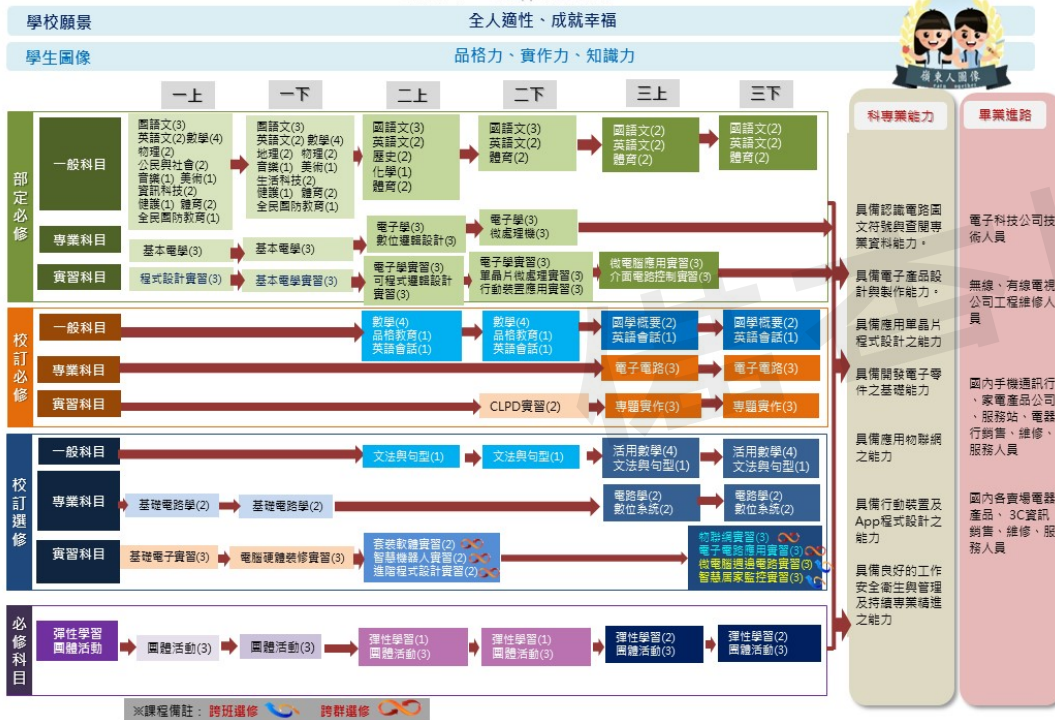 學校願景
全人適性、成就幸福
學生圖像
品格力、實作力、知識力
嶺東人圖像
一上
一下
二上
二下
三上
三下
科專業能力
畢業進路
部定必修
一般科目
國語文(3)
英語文(2)數學(4)
物理(2)
公民與社會(2)
音樂(1) 美術(1)
資訊科技(2)
健護(1) 體育(2)
全民國防教育(1)
國語文(3)
英語文(2) 數學(4)
地理(2) 物理(2)
音樂(1) 美術(1)
生活科技(2)
健護(1) 體育(2)
全民國防教育(1)
國語文(3)
英語文(2)
歷史(2)
化學(1)
體育(2)
國語文(3)
英語文(2)
體育(2)
國語文(2)
英語文(2)
體育(2)
國語文(2)
英語文(2)
體育(2)
專業科目
基本電學(3)
基本電學(3)
電子學(3)
數位邏輯設計(3)
電子學(3)
微處理機(3)
實習科目
程式設計實習(3)
基本電學實習(3)
電子學實習(3)
可程式邏輯設計
實習(3)
電子學實習(3)
單晶片微處理實習(3)
行動裝置應用實習(3)
微電腦應用實習(3)
介面電路控制實習(3)
校訂必修
一般科目
數學(4)
品格教育(1)
英語會話(1)
數學(4)
品格教育(1)
英語會話(1)
國學概要(2)
英語會話(1)
國學概要(2)
英語會話(1)
專業科目
電子電路(3)
電子電路(3)
實習科目
CLPD實習(2)
專題實作(3)
專題實作(3)
校訂選修
一般科目
文法與句型(1)
文法與句型(1)
活用數學(4)
文法與句型(1)
活用數學(4)
文法與句型(1)
專業科目
基礎電路學(2)
基礎電路學(2)
電路學(2)
數位系統(2)
電路學(2)
數位系統(2)
實習科目
基礎電子實習(3)
電腦硬體裝修實習(3)
套裝軟體實習(2)
智慧機器人實習(2)
進階程式設計實習(2)
物聯網實習(3)
電子電路應用實習(3)
微電腦週邊電路實習(3)
智慧居家監控實習(3)
必修科目
彈性學習
團體活動
團體活動(3)
團體活動(3)
彈性學習(1)
團體活動(3)
彈性學習(1)
團體活動(3)
彈性學習(2)
團體活動(3)
彈性學習(2)
團體活動(3)
具備認識電路圖
文符號與查閱專
業資料能力。
具備電子產品設
計與製作能力。
具備應用單晶片
程式設計之能力
具備開發電子零
件之基礎能力
具備應用物聯網
之能力
具備行動裝置及
App程式設計之
能力
具備良好的工作
安全衛生與管理
及持續專業精進
之能力
電子科技公司技
術人員
無線、有線電視
公司工程維修人
員
國內手機通訊行
、家電產品公司
、服務站、電器
行銷售、維修、
服務人員
國內各賣場電器
產品、 3C資訊
銷售、維修、服
務人員
※課程備註：跨班選修
跨群選修